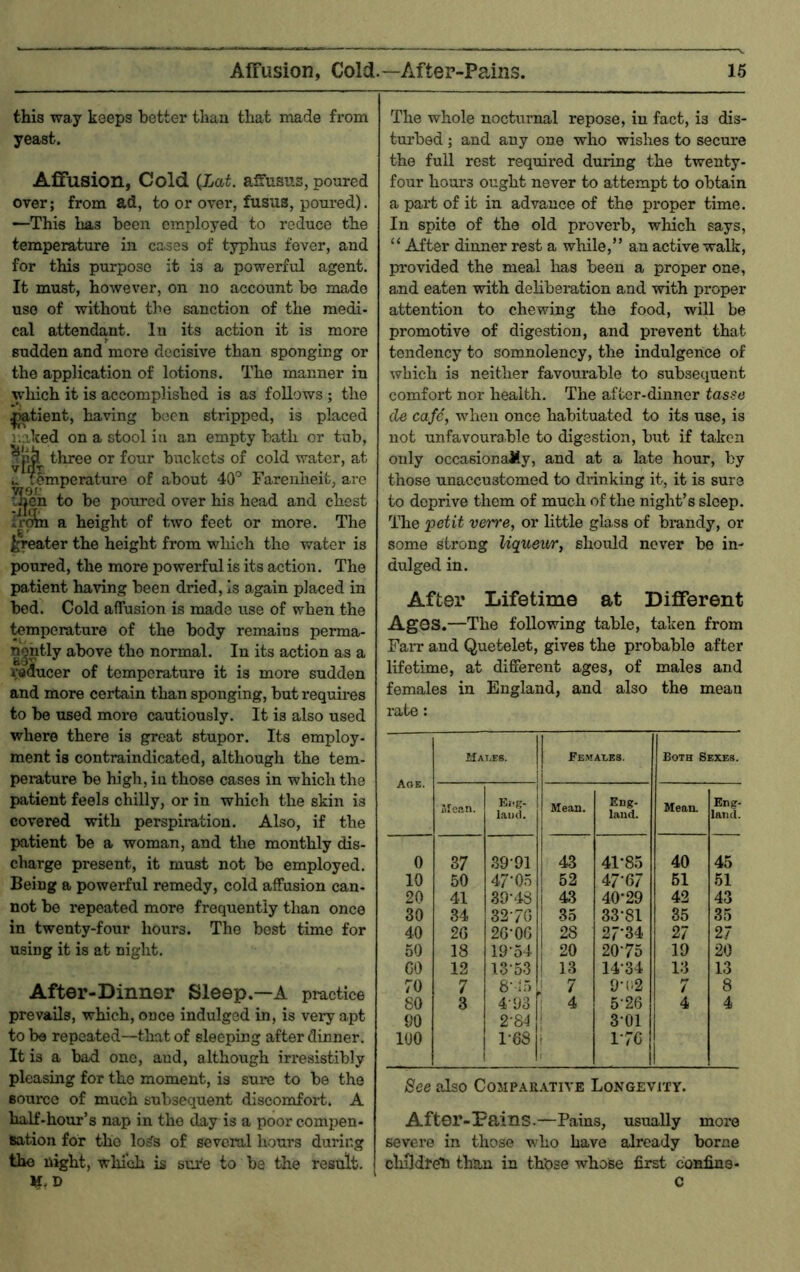 Affusion, Cold.—After-Pains. 15
this way keeps better than that made from
yeast.
Affusion, Cold (Lat. affusus, poured
over; from ad, to or over, fusus, poured).
—This has been employed to reduce the
temperature in cases of typhus fever, and
for this purpose it is a powerful agent.
It must, however, on no account be made
use of without the sanction of the medi-
cal attendant. In its action it is more
sudden and more decisive than sponging or
the application of lotions. The manner in
which it is accomplished is as follows; the
patient, having been stripped, is placed
naked on a stool in an empty bath or tub,
and three or four buckets of cold water, at
temperature of about 40° Farenheit, are
then to be poured over his head and chest
from a height of two feet or more. The
greater the height from which the water is
poured, the more powerful is its action. The
patient having been dried, is again placed in
bed. Cold affusion is made use of when the
temperature of the body remains perma-
nently above the normal. In its action as a
reducer of temperature it is more sudden
and more certain than sponging, but requires
to be used more cautiously. It is also used
where there is great stupor. Its employ-
ment is contraindicated, although the tem-
perature be high, in those cases in which the
patient feels chilly, or in which the skin is
covered with perspiration. Also, if the
patient be a woman, and the monthly dis-
charge present, it must not be employed.
Being a powerful remedy, cold affusion can-
not be repeated more frequently than once
in twenty-four hours. The best time for
using it is at night.
After-Dinner Sleep.—A practice
prevails, which, once indulged in, is very apt
to be repeated—that of sleeping after dinner.
It is a bad one, and, although irresistibly
pleasing for the moment, is sure to be the
source of much subsequent discomfort. A
half-hour's nap in the day is a poor compen-
sation for the loss of several hours during
the night, which is sure to be the result.
M. D
The whole nocturnal repose, in fact, is dis-
turbed; and any one who wishes to secure
the full rest required during the twenty-
four hours ought never to attempt to obtain
a part of it in advance of the proper time.
In spite of the old proverb, which says,
“After dinner rest a while,” an active walk,
provided the meal has been a proper one,
and eaten with deliberation and with proper
attention to chewing the food, will be
promotive of digestion, and prevent that
tendency to somnolency, the indulgence of
which is neither favourable to subsequent
comfort nor health. The after-dinner tasse
de café, when once habituated to its use, is
not unfavourable to digestion, but if taken
only occasionally, and at a late hour, by
those unaccustomed to drinking it, it is sure
to deprive them of much of the night's sleep.
The petit verre, or little glass of brandy, or
some strong liqueur, should never be in-
dulged in.
After Lifetime at Different
Ages.—The following table, taken from
Farr and Quetelet, gives the probable after
lifetime, at different ages, of males and
females in England, and also the mean
rate:
Age. Males. Females. Both Sexes.
Mean. Eng-land. Mean. Eng-land. Mean. Eng-land.
0 37 39·91 43 41·85 40 45
10 50 47·05 52 47·67 51 51
20 41 39·48 43 40·29 42 43
30 34 32·76 35 33·81 35 35
40 26 26·06 28 27·34 27 27
50 18 19·54 20 20·75 19 20
60 12 13·53 13 14·34 13 13
70 7 8·45 7 9·02 7 8
80 3 4·93 4 5·26 4 4
90 2·84 3·01
100 1·68 1·76
See also Comparative Longevity.
After-Pains.—Pains, usually more
severe in those who have already borne
children than in those whose first confine-
C